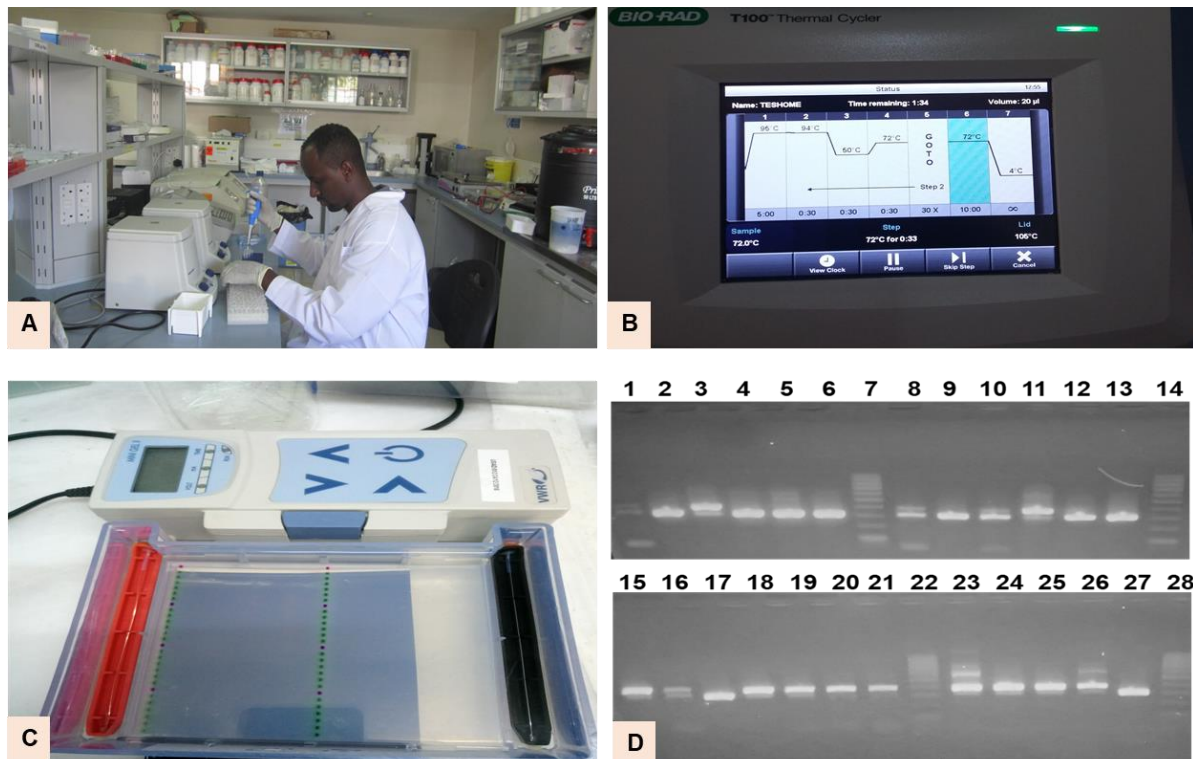 A
BIO-RAD T100™ Thermal Cycler
Status 17:55
Name: TESHOME Time remaining: 1:34 Volume: 20 µl
1 2 3 4 5 6 7
95°C 94°C 50°C 72°C G O T O 72°C 4°C
Step 2
5:00 0:30 0:30 0:30 30 X 10:00 ∞
Sample Step Lid
72.0°C 72°C for 0:33 105°C
View Clock Pause Skip Step Cancel
B
VWR
C
1 2 3 4 5 6 7 8 9 10 11 12 13 14
15 16 17 18 19 20 21 22 23 24 25 26 27 28
D